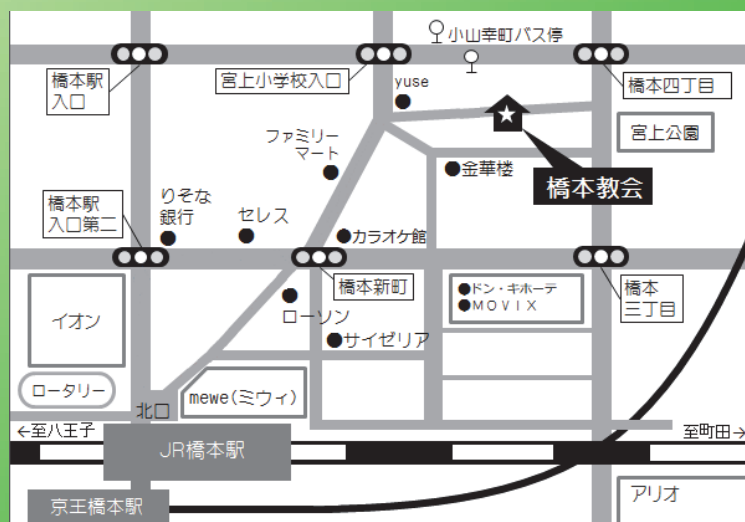 小山幸町バス停
橋本駅
入口
宮上小学校入口
橋本四丁目
yuse
宮上公園
ファミリー
マート
金華楼
橋本教会
橋本駅
入口第二
りそな
銀行
セレス
カラオケ館
橋本新町
ドン・キホーテ
MOVIX
橋本
三丁目
イオン
ローソン
サイゼリア
ロータリー
mewe(ミウィ)
北口
←至八王子
至町田→
JR橋本駅
京王橋本駅
アリオ